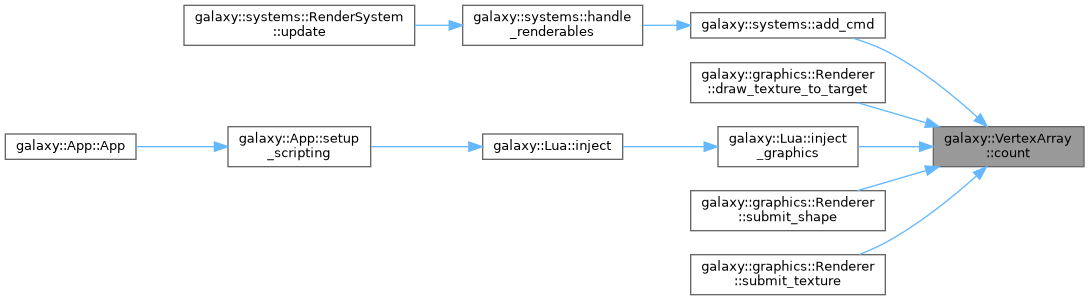 galaxy::systems::RenderSystem
::update
galaxy::systems::handle
_renderables
galaxy::systems::add_cmd
galaxy::graphics::Renderer
::draw_texture_to_target
galaxy::App::App
galaxy::App::setup
_scripting
galaxy::Lua::inject
galaxy::Lua::inject
_graphics
galaxy::VertexArray
::count
galaxy::graphics::Renderer
::submit_shape
galaxy::graphics::Renderer
::submit_texture